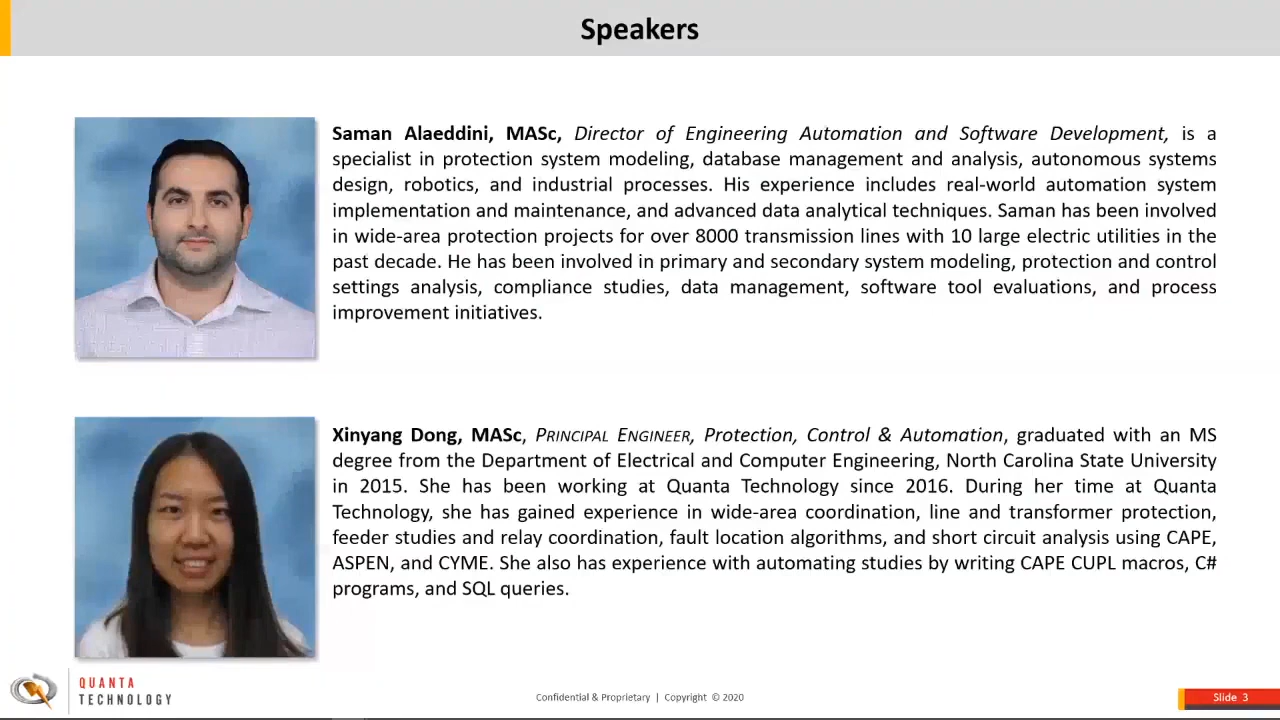 Speakers
Saman Alaeddini, MASc, Director of Engineering Automation and Software Development, is a
specialist in protection system modeling, database management and analysis, autonomous systems
design, robotics, and industrial processes. His experience includes real-world automation system
implementation and maintenance, and advanced data analytical techniques. Saman has been involved
in wide-area protection projects for over 8000 transmission lines with 10 large electric utilities in the
past decade. He has been involved in primary and secondary system modeling, protection and control
settings analysis, compliance studies, data management, software tool evaluations, and process
improvement initiatives.
Xinyang Dong, MASc, PRINCIPAL ENGINEER, Protection, Control & Automation, graduated with an MS
degree from the Department of Electrical and Computer Engineering, North Carolina State University
in 2015. She has been working at Quanta Technology since 2016. During her time at Quanta
Technology, she has gained experience in wide-area coordination, line and transformer protection,
feeder studies and relay coordination, fault location algorithms, and short circuit analysis using CAPE,
ASPEN, and CYME. She also has experience with automating studies by writing CAPE CUPL macros, C#
programs, and SQL queries.
QUANTA
TECHNOLOGY
Confidential & Proprietary | Copyright © 2020
Slide 3